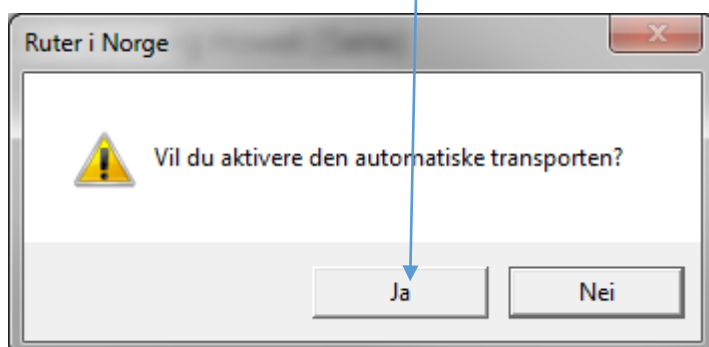 Ruter i Norge
Vil du aktivere den automatiske transporten?
Ja
Nei